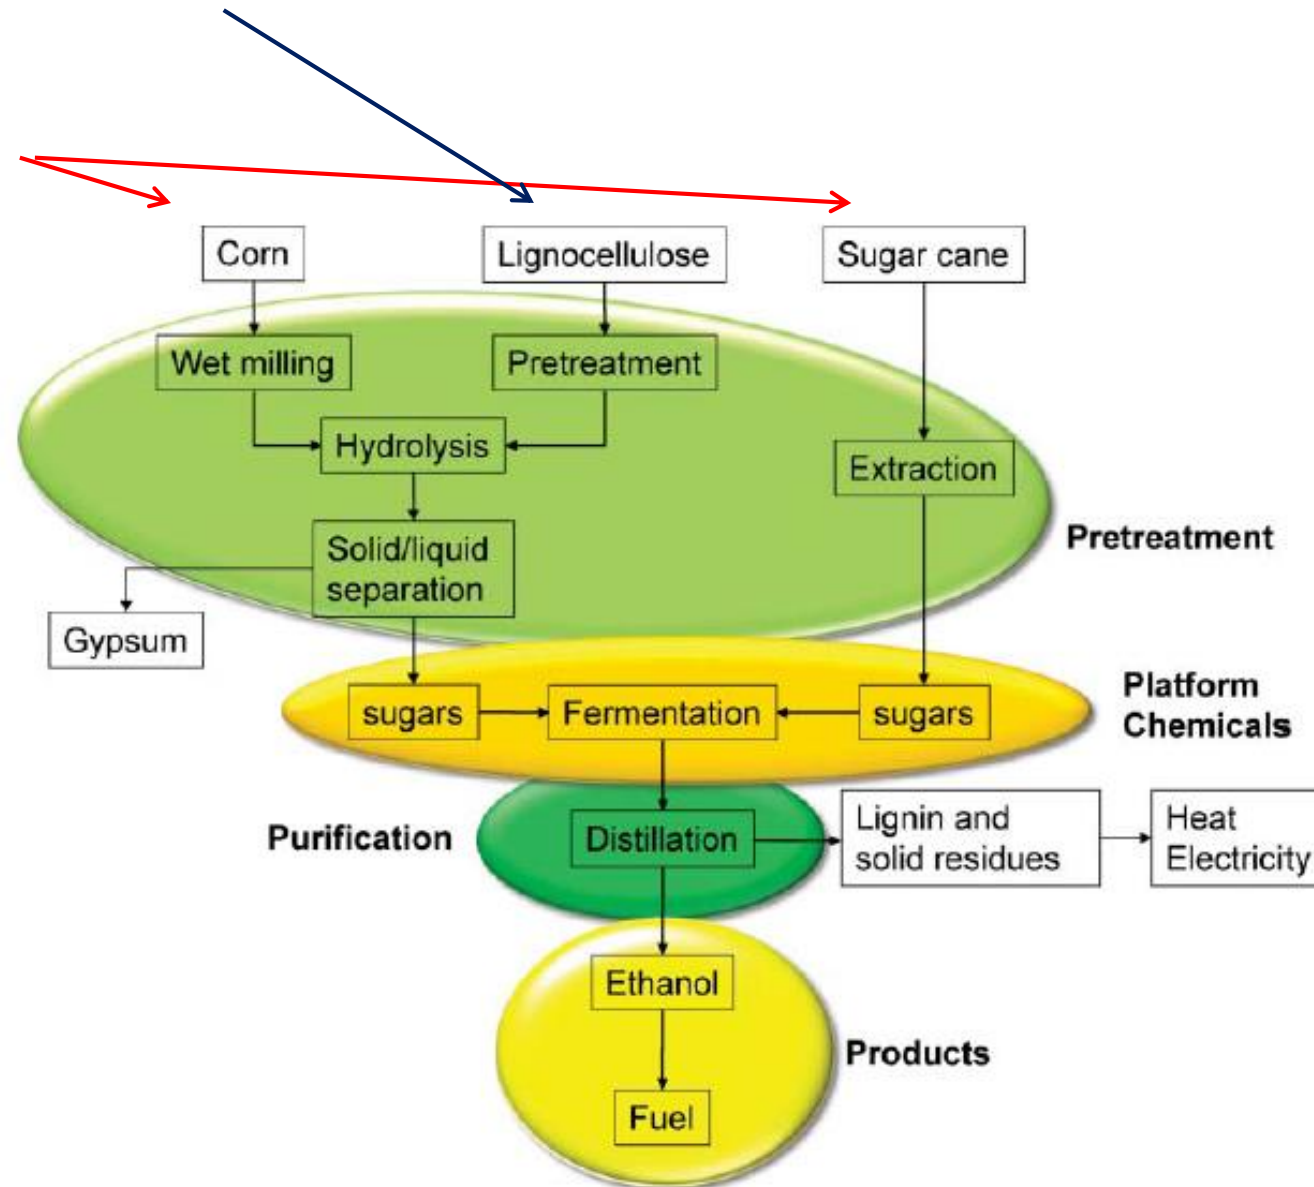 Corn
Lignocellulose
Sugar cane
Wet milling
Pretreatment
Hydrolysis
Extraction
Solid/liquid
separation
Pretreatment
Gypsum
sugars
Fermentation
sugars
Platform
Chemicals
Purification
Distillation
Lignin and
solid residues
Heat
Electricity
Ethanol
Products
Fuel